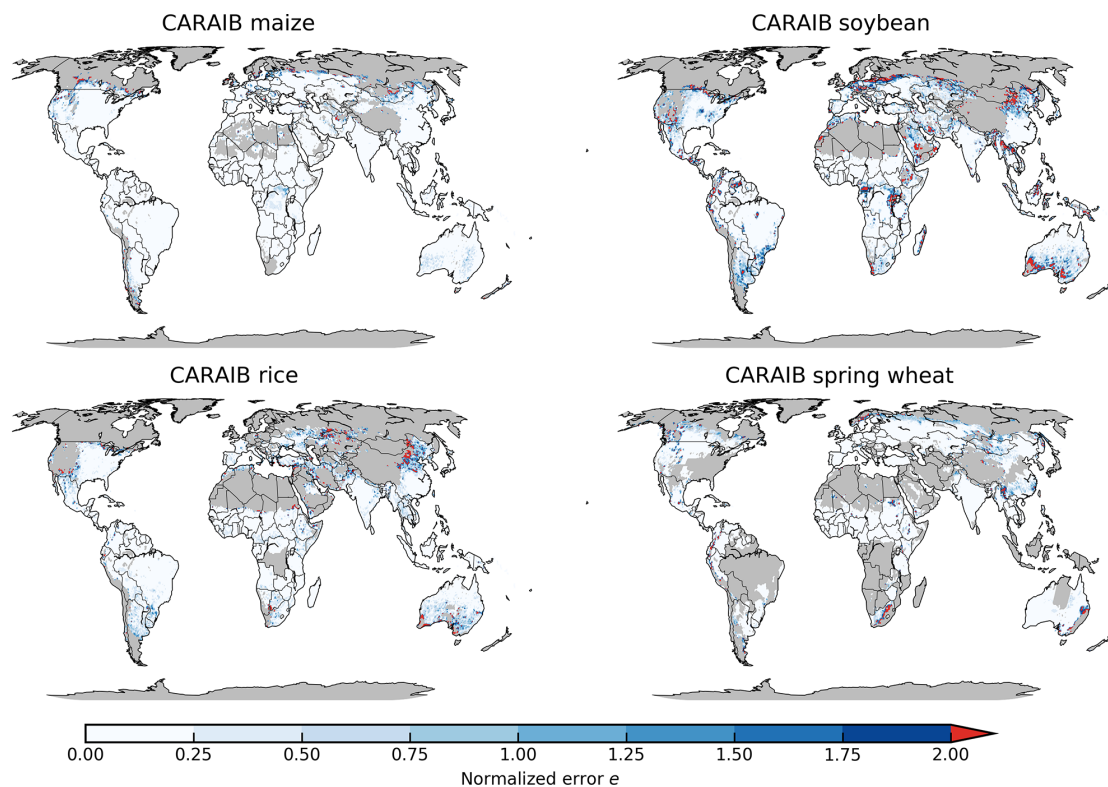 CARAIB maize
CARAIB soybean
CARAIB rice
CARAIB spring wheat
0.00 0.25 0.50 0.75 1.00 1.25 1.50 1.75 2.00
Normalized error e